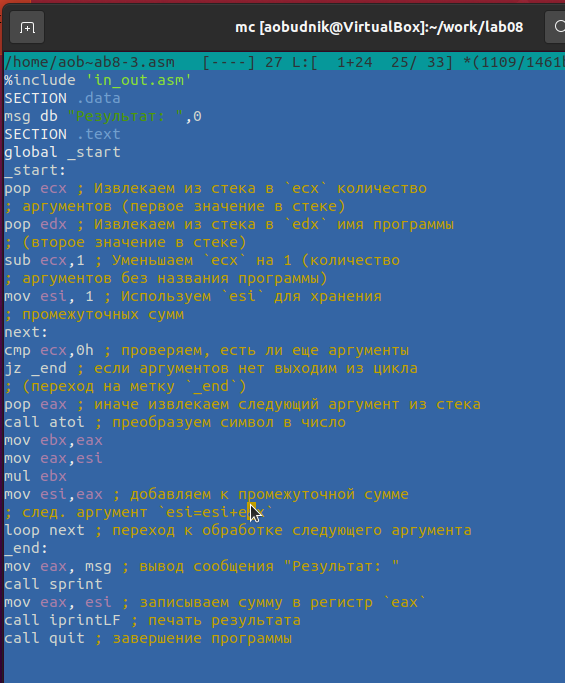 mc [aobudnik@VirtualBox]:~/work/lab08
/home/aob~ab8-3.asm   [----] 27 L:[  1+24  25/ 33] *(1109/1461b
%include 'in_out.asm'
SECTION .data
msg db "Результат: ",0
SECTION .text
global _start
_start:
pop ecx ; Извлекаем из стека в `ecx` количество
; аргументов (первое значение в стеке)
pop edx ; Извлекаем из стека в `edx` имя программы
; (второе значение в стеке)
sub ecx,1 ; Уменьшаем `ecx` на 1 (количество
; аргументов без названия программы)
mov esi, 1 ; Используем `esi` для хранения
; промежуточных сумм
next:
cmp ecx,0h ; проверяем, есть ли еще аргументы
jz _end ; если аргументов нет выходим из цикла
; (переход на метку `_end`)
pop eax ; иначе извлекаем следующий аргумент из стека
call atoi ; преобразуем символ в число
mov ebx,eax
mov eax,esi
mul ebx
mov esi,eax ; добавляем к промежуточной сумме
; след. аргумент `esi=esi+eax`
loop next ; переход к обработке следующего аргумента
_end:
mov eax, msg ; вывод сообщения "Результат: "
call sprint
mov eax, esi ; записываем сумму в регистр `eax`
call iprintLF ; печать результата
call quit ; завершение программы